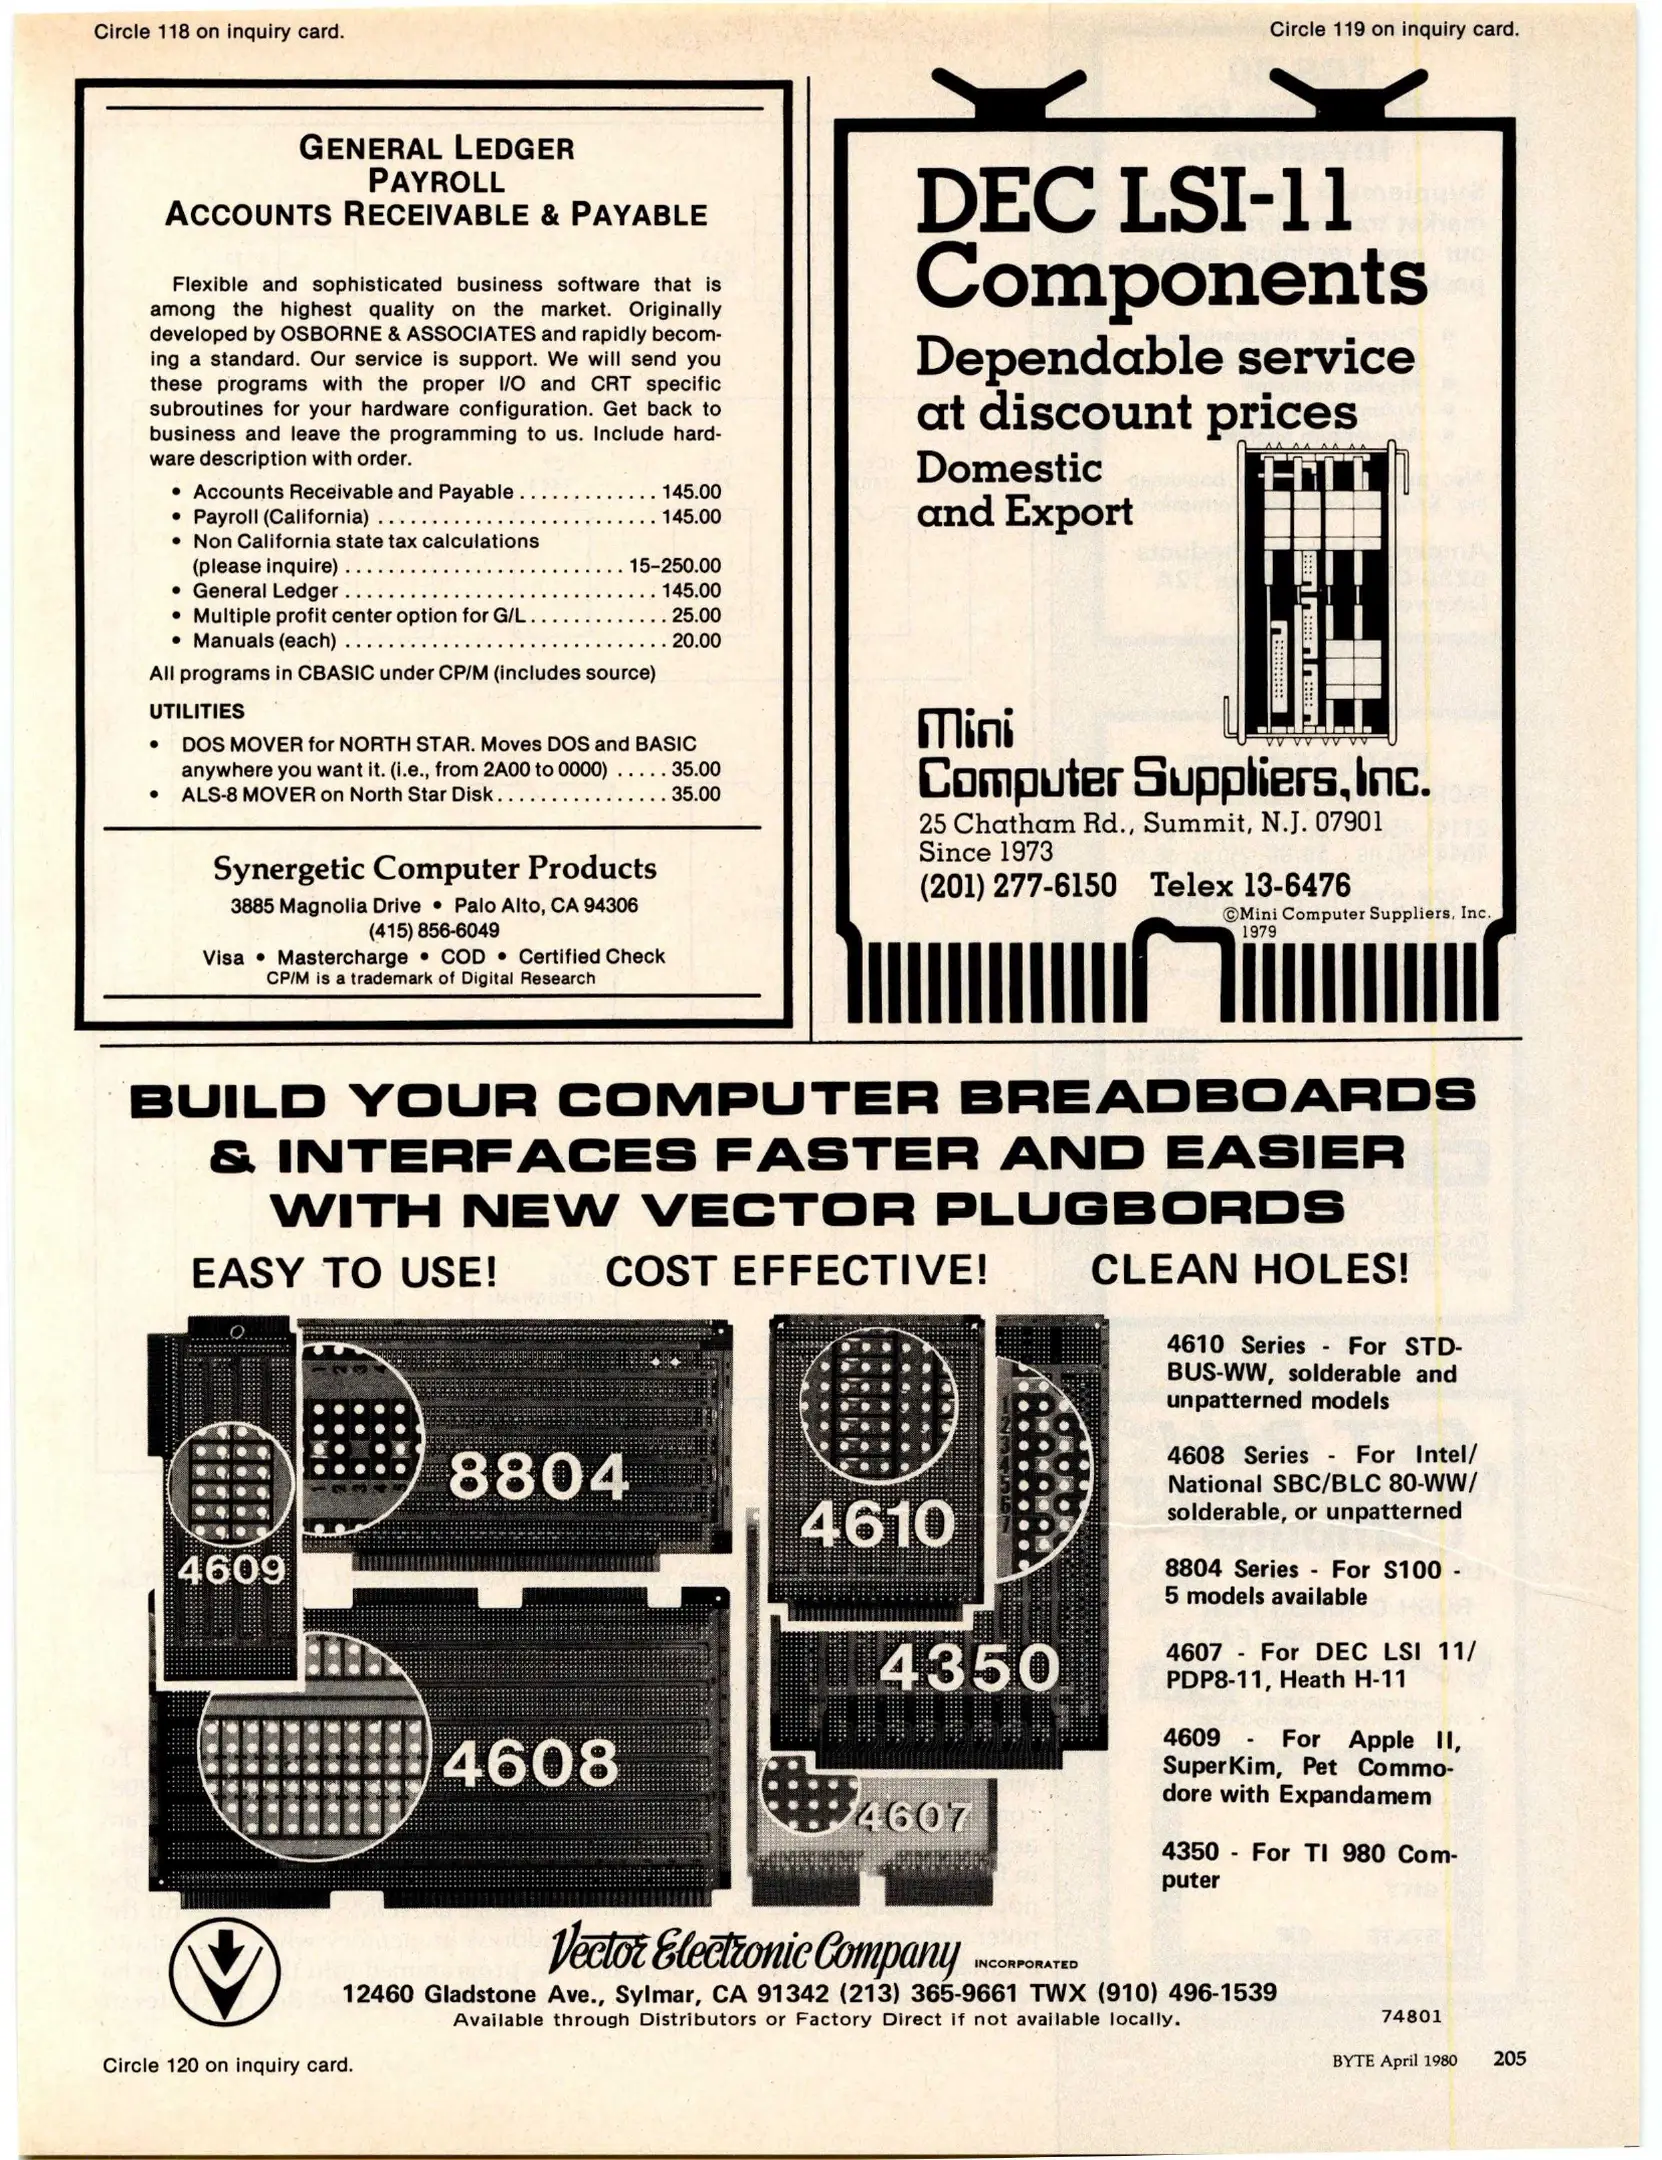 Circle 118 on inquiry card.
Circle 119 on inquiry card.
GENERAL LEDGER
PAYROLL
ACCOUNTS RECEIVABLE & PAYABLE
Flexible and sophisticated business software that is
among the highest quality on the market. Originally
developed by OSBORNE & ASSOCIATES and rapidly becom-
ing a standard. Our service is support. We will send you
these programs with the proper I/O and CRT specific
subroutines for your hardware configuration. Get back to
business and leave the programming to us. Include hard-
ware description with order.
• Accounts Receivable and Payable ............. 145.00
• Payroll (California) .......................... 145.00
• Non California state tax calculations
(please inquire) .......................... 15-250.00
• General Ledger ............................. 145.00
• Multiple profit center option for G/L ............. 25.00
• Manuals (each) .............................. 20.00
All programs in CBASIC under CP/M (includes source)
UTILITIES
• DOS MOVER for NORTH STAR. Moves DOS and BASIC
anywhere you want it. (i.e., from 2A00 to 0000) ..... 35.00
• ALS-8 MOVER on North Star Disk ................ 35.00
Synergetic Computer Products
3885 Magnolia Drive • Palo Alto, CA 94306
(415) 856-6049
Visa • Mastercharge • COD • Certified Check
CP/M is a trademark of Digital Research
DEC LSI-11
Components
Dependable service
at discount prices
Domestic
and Export
Mini
Computer Suppliers, Inc.
25 Chatham Rd., Summit, N.J. 07901
Since 1973
(201) 277-6150 Telex 13-6476
©Mini Computer Suppliers, Inc.
1979
BUILD YOUR COMPUTER BREADBOARDS
& INTERFACES FASTER AND EASIER
WITH NEW VECTOR PLUGBORDS
EASY TO USE! COST EFFECTIVE! CLEAN HOLES!
8804
4609
4608
4610
4350
4607
4610 Series - For STD-
BUS-WW, solderable and
unpatterned models
4608 Series - For Intel/
National SBC/BLC 80-WW/
solderable, or unpatterned
8804 Series - For S100 -
5 models available
4607 - For DEC LSI 11/
PDP8-11, Heath H-11
4609 - For Apple II,
SuperKim, Pet Commo-
dore with Expandamem
4350 - For TI 980 Com-
puter
Vector Electronic Company INCORPORATED
12460 Gladstone Ave., Sylmar, CA 91342 (213) 365-9661 TWX (910) 496-1539
Available through Distributors or Factory Direct if not available locally.
74801
Circle 120 on inquiry card.
BYTE April 1980 205